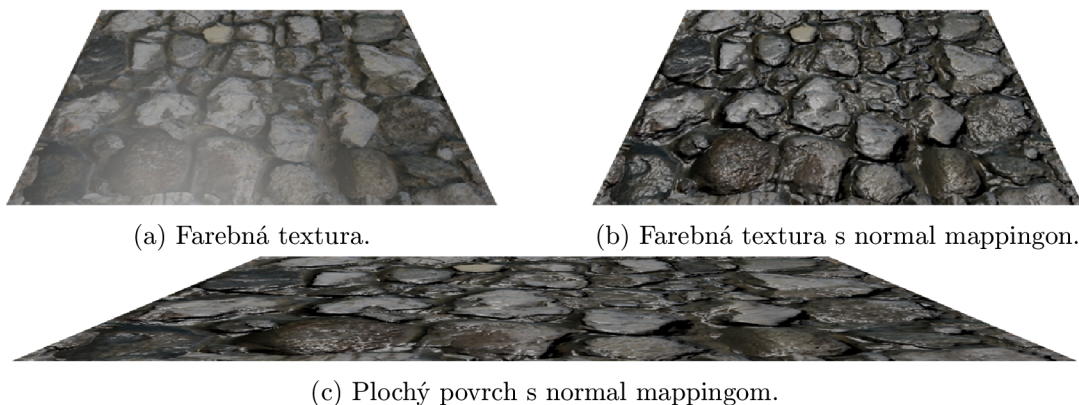 (a) Farebná textura.
(b) Farebná textura s normal mappingon.
(c) Plochý povrch s normal mappingom.